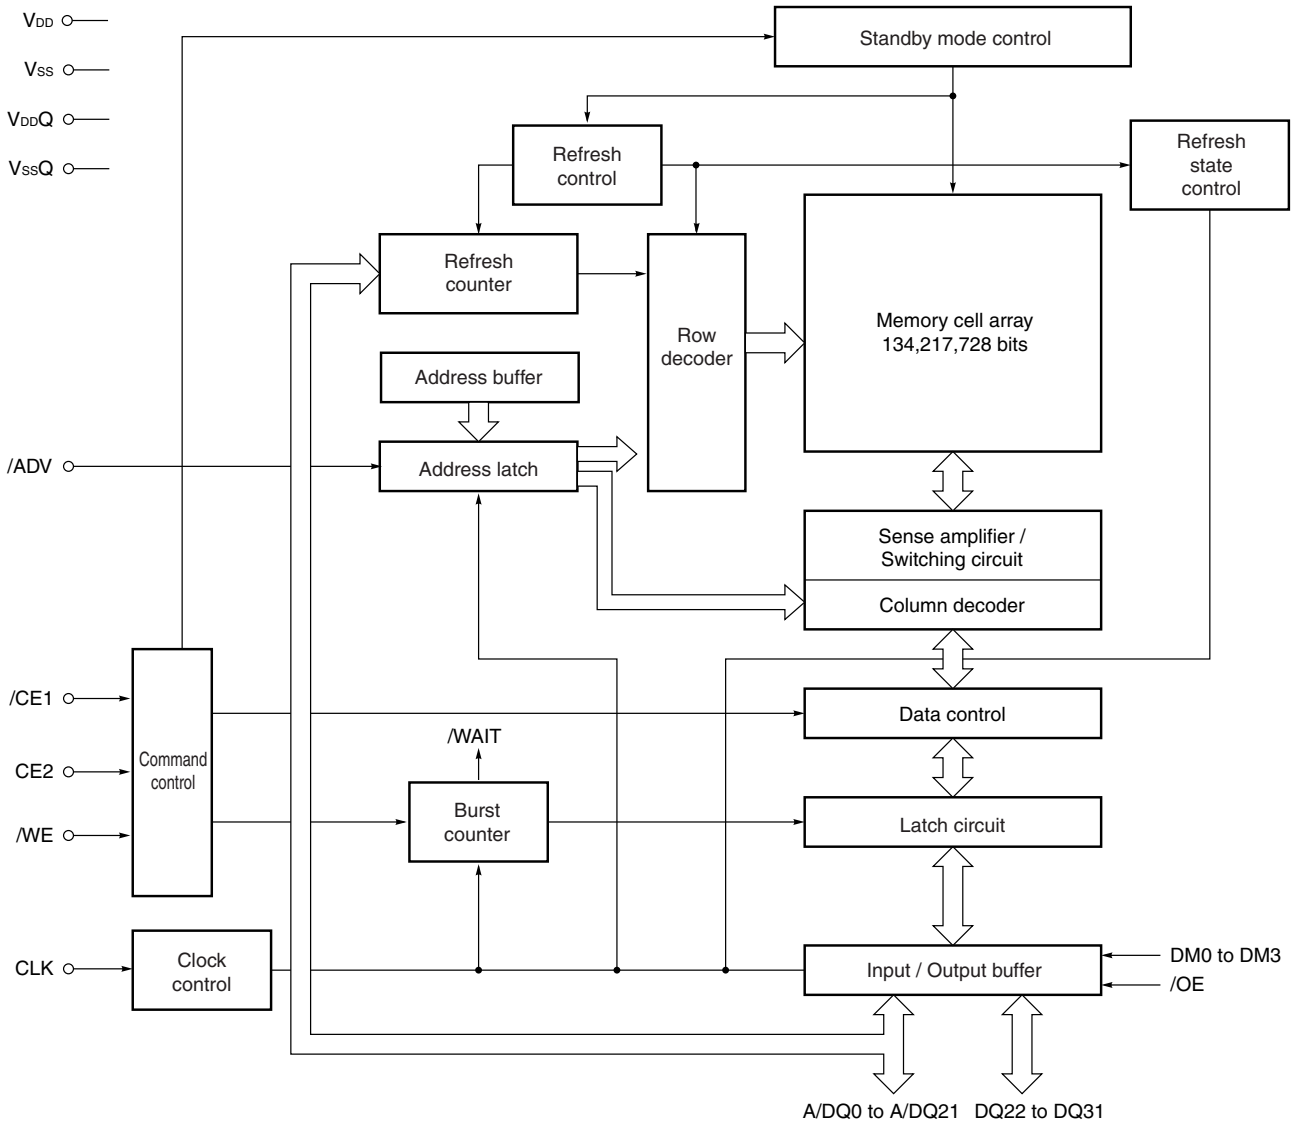 VDD
VSS
VDDQ
VSSQ
Standby mode control
Refresh
control
Refresh
state
control
Refresh
counter
Row
decoder
Memory cell array
134,217,728 bits
Address buffer
/ADV
Address latch
Sense amplifier /
Switching circuit
Column decoder
/CE1
CE2
/WE
Command
control
Data control
/WAIT
Burst
counter
Latch circuit
CLK
Clock
control
Input / Output buffer
DM0 to DM3
/OE
A/DQ0 to A/DQ21
DQ22 to DQ31